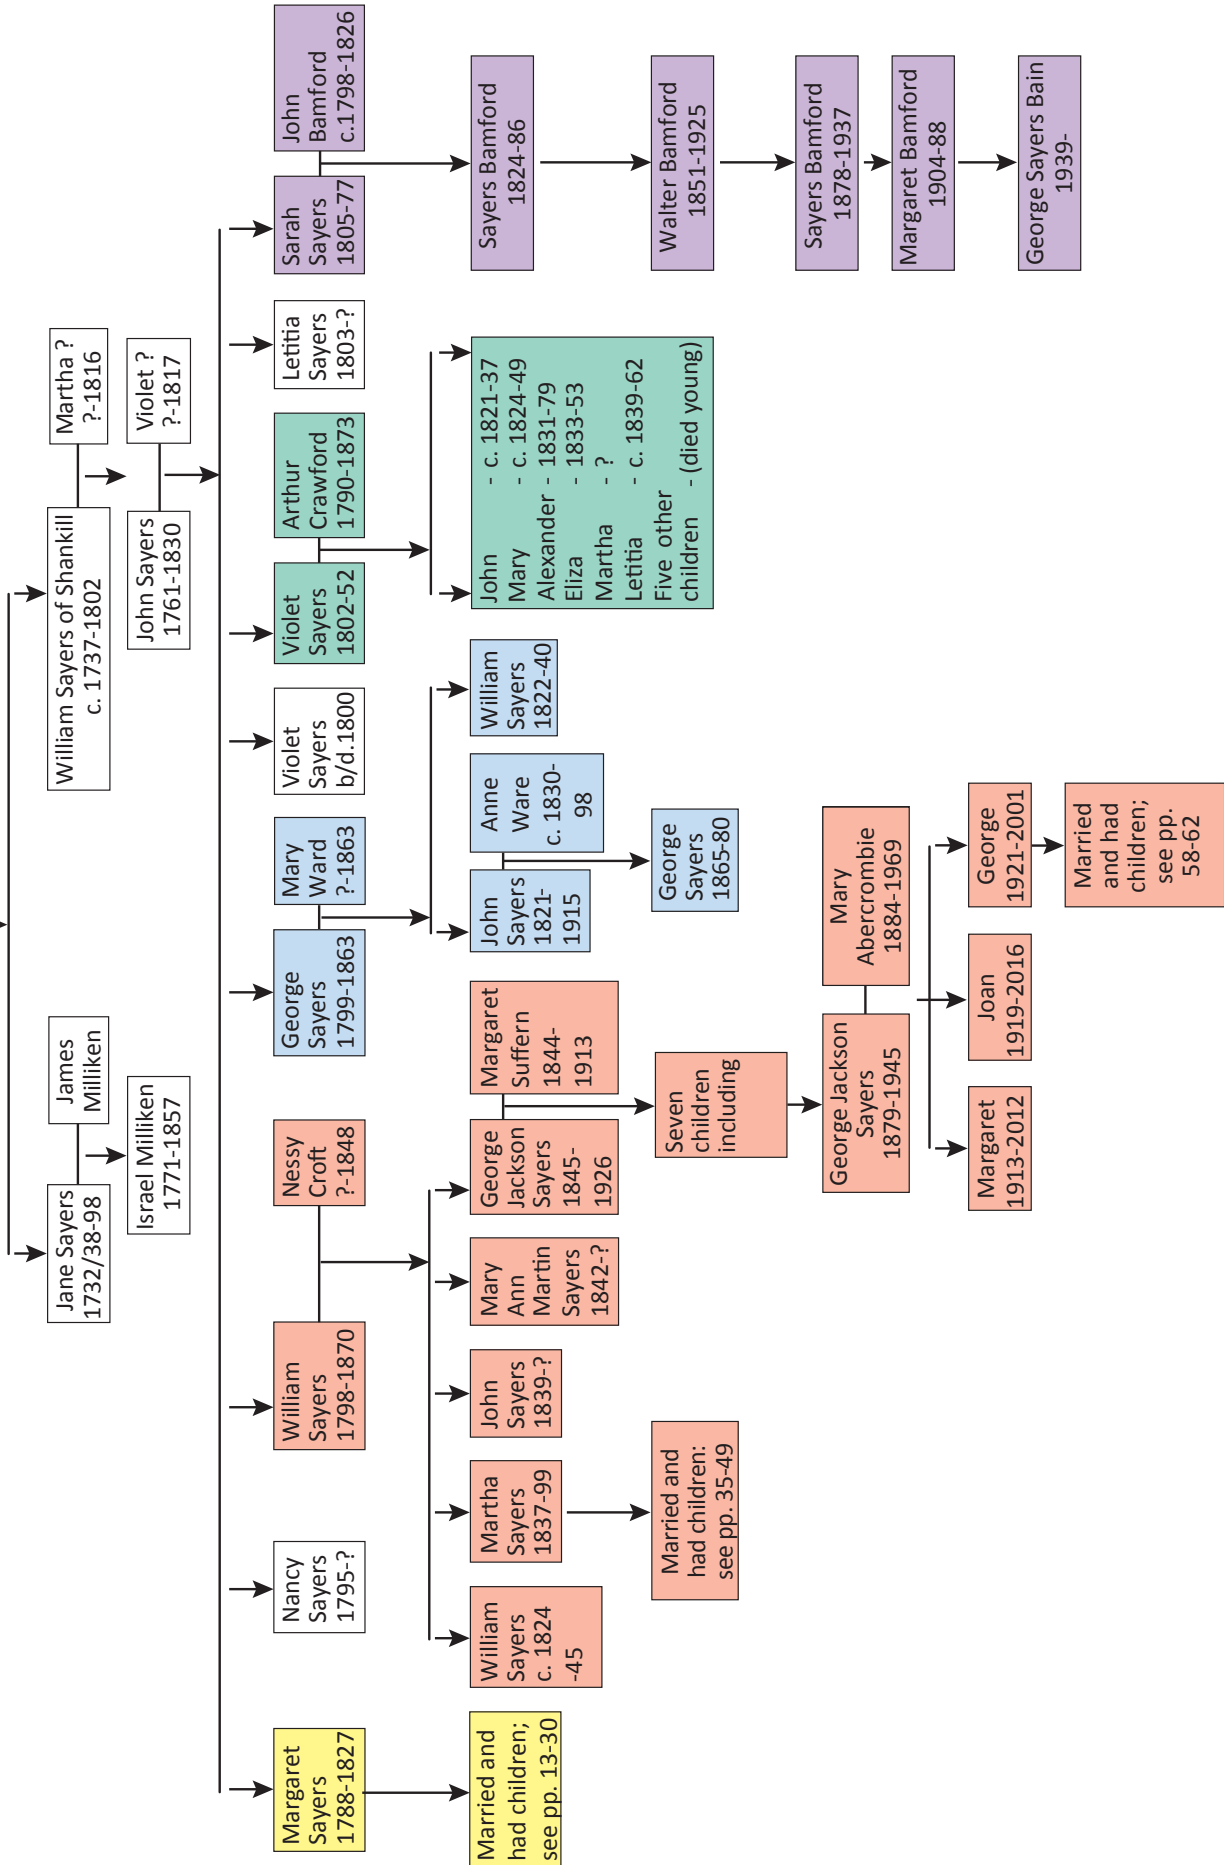 Jane Sayers
1732/38-98
James
Milliken
William Sayers of Shankill
c. 1737-1802
Martha ?
?-1816
Israel Milliken
1771-1857
John Sayers
1761-1830
Violet ?
?-1817
Margaret
Sayers
1788-1827
Nancy
Sayers
1795-?
William
Sayers
1798-1870
Nessy
Croft
?-1848
George
Sayers
1799-1863
Mary
Ward
?-1863
Violet
Sayers
b/d.1800
Violet
Sayers
1802-52
Arthur
Crawford
1790-1873
Letitia
Sayers
1803-?
Sarah
Sayers
1805-77
John
Bamford
c.1798-1826
Married and
had children;
see pp. 13-30
William
Sayers
c. 1824
-45
Martha
Sayers
1837-99
John
Sayers
1839-?
Mary
Ann
Martin
Sayers
1842-?
George
Jackson
Sayers
1845-
1926
Margaret
Suffern
1844-
1913
John
Sayers
1821-
1915
Anne
Ware
c. 1830-
98
William
Sayers
1822-40
John - c. 1821-37
Mary - c. 1824-49
Alexander - 1831-79
Eliza - 1833-53
Martha - ?
Letitia - c. 1839-62
Five other
children - (died young)
Sayers Bamford
1824-86
Married and
had children:
see pp. 35-49
Seven
children
including
George
Sayers
1865-80
Walter Bamford
1851-1925
George Jackson
Sayers
1879-1945
Mary
Abercrombie
1884-1969
Sayers Bamford
1878-1937
Margaret Bamford
1904-88
Margaret
1913-2012
Joan
1919-2016
George
1921-2001
George Sayers Bain
1939-
Married
and had
children;
see pp.
58-62